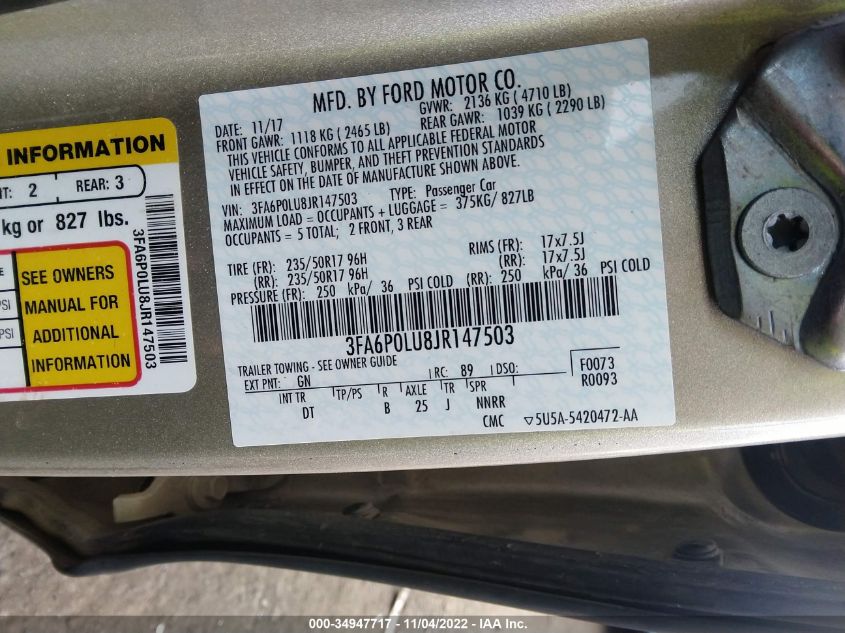 MFD. BY FORD MOTOR CO.
DATE: 11/17 GVWR: 2136 KG ( 4710 LB)
FRONT GAWR: 1118 KG ( 2465 LB) REAR GAWR: 1039 KG ( 2290 LB)
THIS VEHICLE CONFORMS TO ALL APPLICABLE FEDERAL MOTOR
VEHICLE SAFETY, BUMPER, AND THEFT PREVENTION STANDARDS
IN EFFECT ON THE DATE OF MANUFACTURE SHOWN ABOVE.
VIN: 3FA6P0LU8JR147503 TYPE: Passenger Car
MAXIMUM LOAD = OCCUPANTS + LUGGAGE = 375KG/ 827LB
OCCUPANTS = 5 TOTAL; 2 FRONT, 3 REAR
TIRE (FR): 235/50R17 96H RIMS (FR): 17x7.5J
(RR): 235/50R17 96H (RR): 17x7.5J
PRESSURE (FR): 250 kPa/ 36 PSI COLD (RR): 250 kPa/ 36 PSI COLD
3FA6P0LU8JR147503
TRAILER TOWING - SEE OWNER GUIDE
EXT PNT: GN RC: 89 DSO: F0073
R0093
INT TR TP/PS R AXLE TR SPR
DT B 25 J NNRR
CMC ▽5U5A-5420472-AA
INFORMATION
NT: 2 REAR: 3
kg or 827 lbs.
3FA6P0LU8JR147503
SEE OWNERS
MANUAL FOR
ADDITIONAL
INFORMATION
PSI
PSI
000-34947717 - 11/04/2022 - IAA Inc.